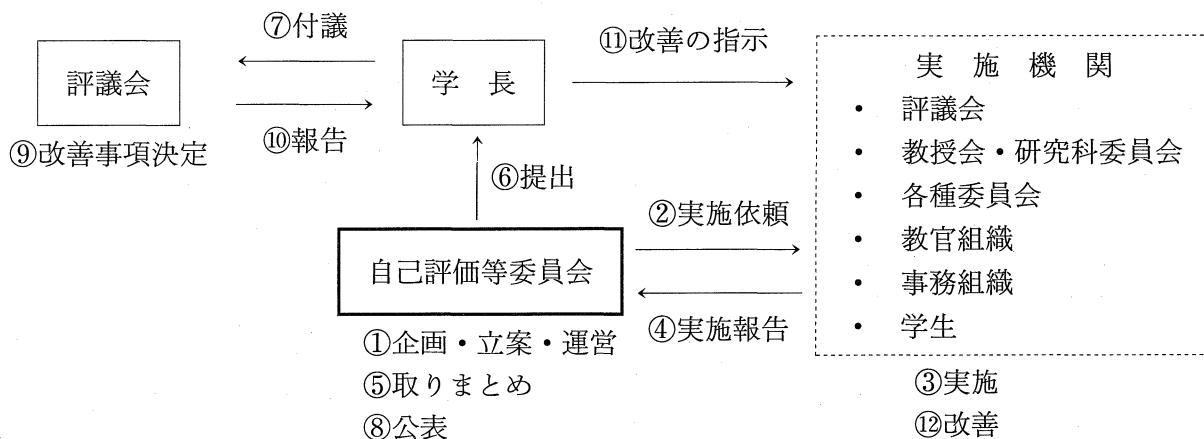 ⑦付議
評議会
学 長
⑩報告
⑨改善事項決定
⑪改善の指示
⑥提出
自己評価等委員会
①企画・立案・運営
⑤取りまとめ
⑧公表
②実施依頼
④実施報告
実 施 機 関
・ 評議会
・ 教授会・研究科委員会
・ 各種委員会
・ 教官組織
・ 事務組織
・ 学生
③実施
⑫改善